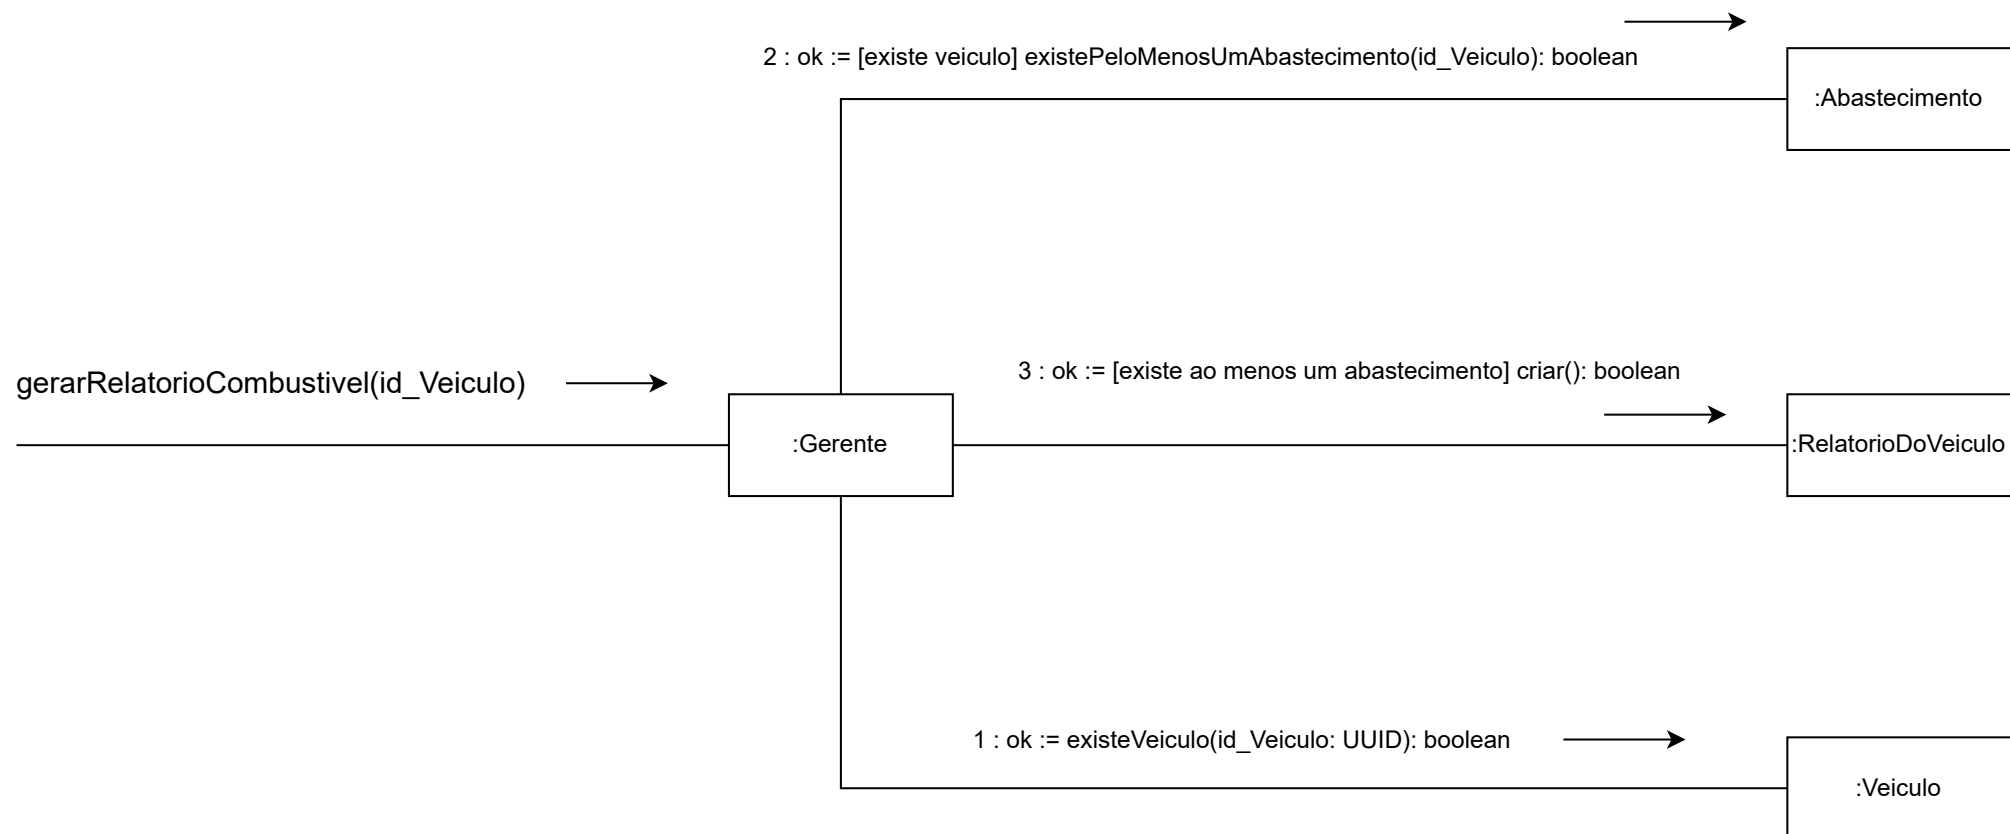 2 : ok := [existe veiculo] existePeloMenosUmAbastecimento(id_Veiculo): boolean
:Abastecimento
gerarRelatorioCombustivel(id_Veiculo)
3 : ok := [existe ao menos um abastecimento] criar(): boolean
:Gerente
:RelatorioDoVeiculo
1 : ok := existeVeiculo(id_Veiculo: UUID): boolean
:Veiculo